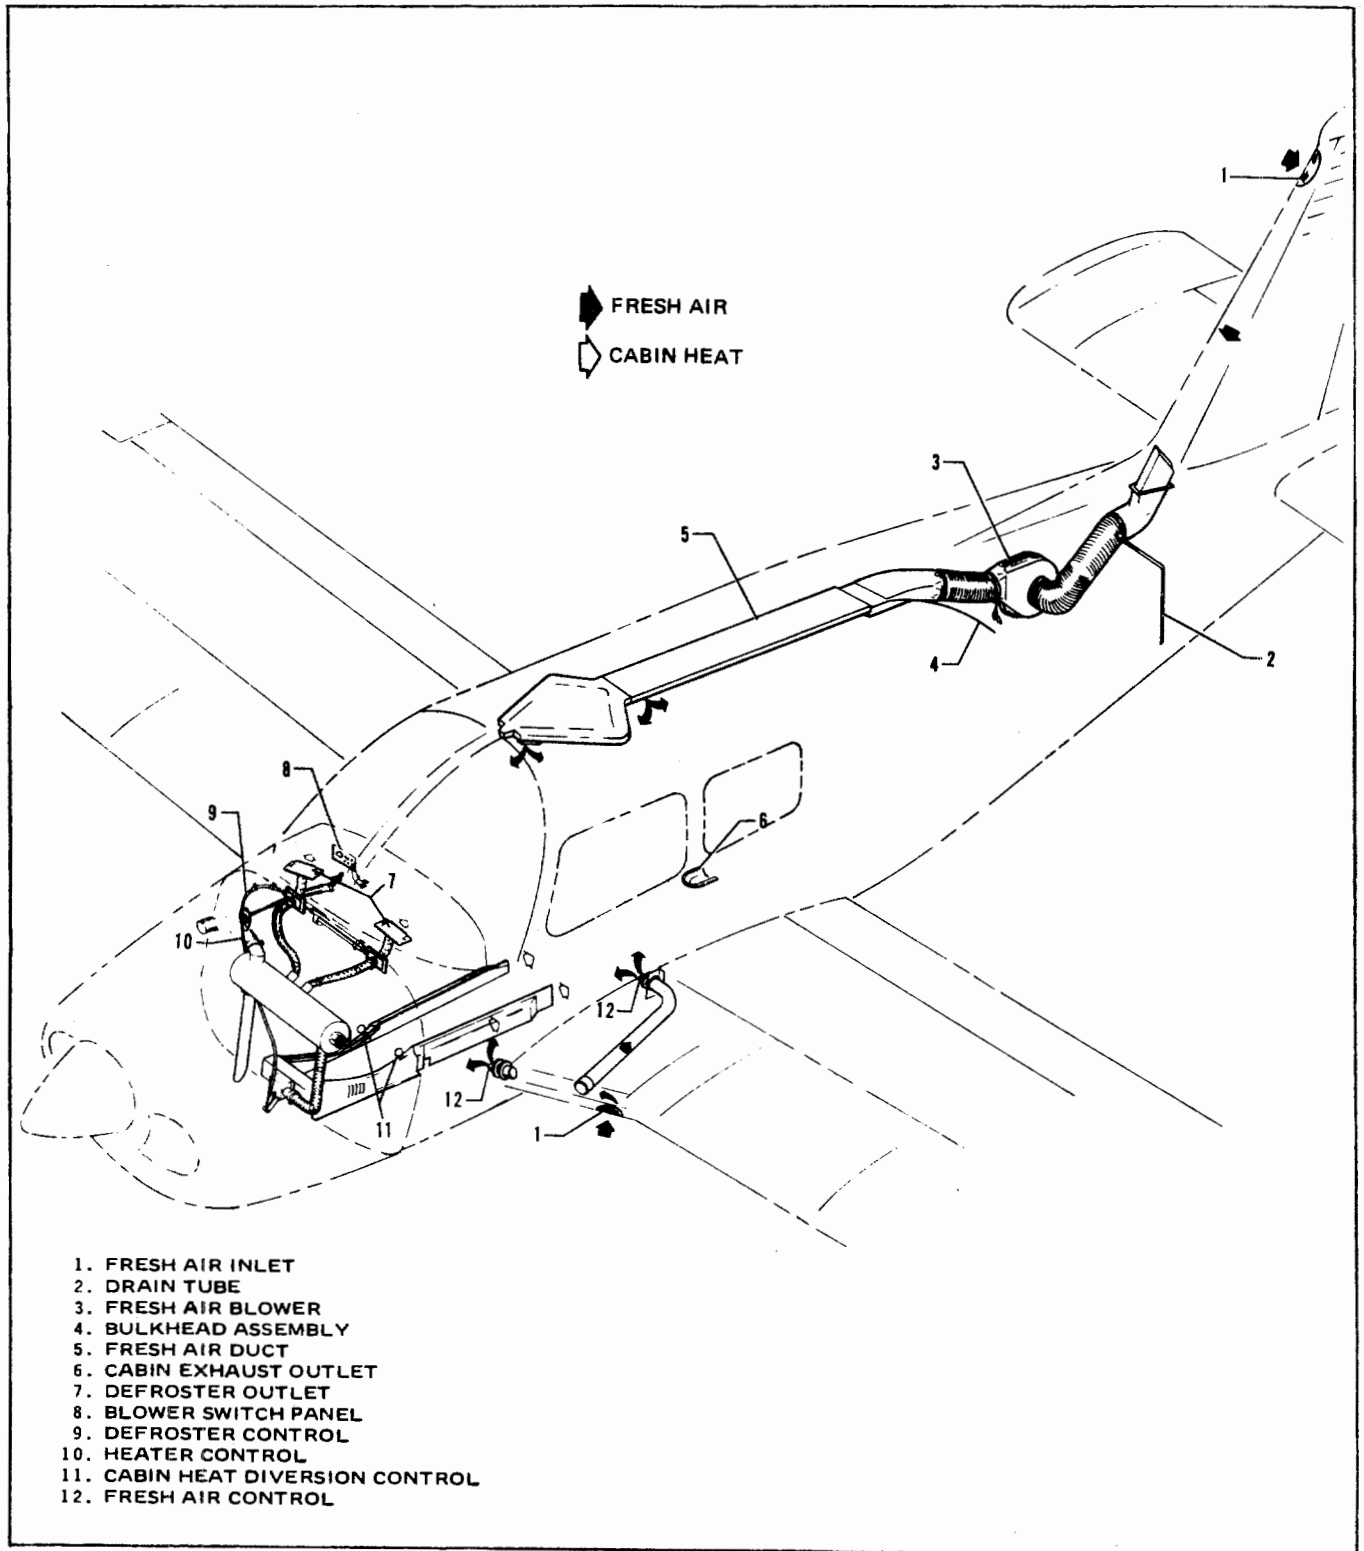 1
FRESH AIR
CABIN HEAT
3
5
4
2
8
9
6
7
10
12
12
11
1
1. FRESH AIR INLET
2. DRAIN TUBE
3. FRESH AIR BLOWER
4. BULKHEAD ASSEMBLY
5. FRESH AIR DUCT
6. CABIN EXHAUST OUTLET
7. DEFROSTER OUTLET
8. BLOWER SWITCH PANEL
9. DEFROSTER CONTROL
10. HEATER CONTROL
11. CABIN HEAT DIVERSION CONTROL
12. FRESH AIR CONTROL